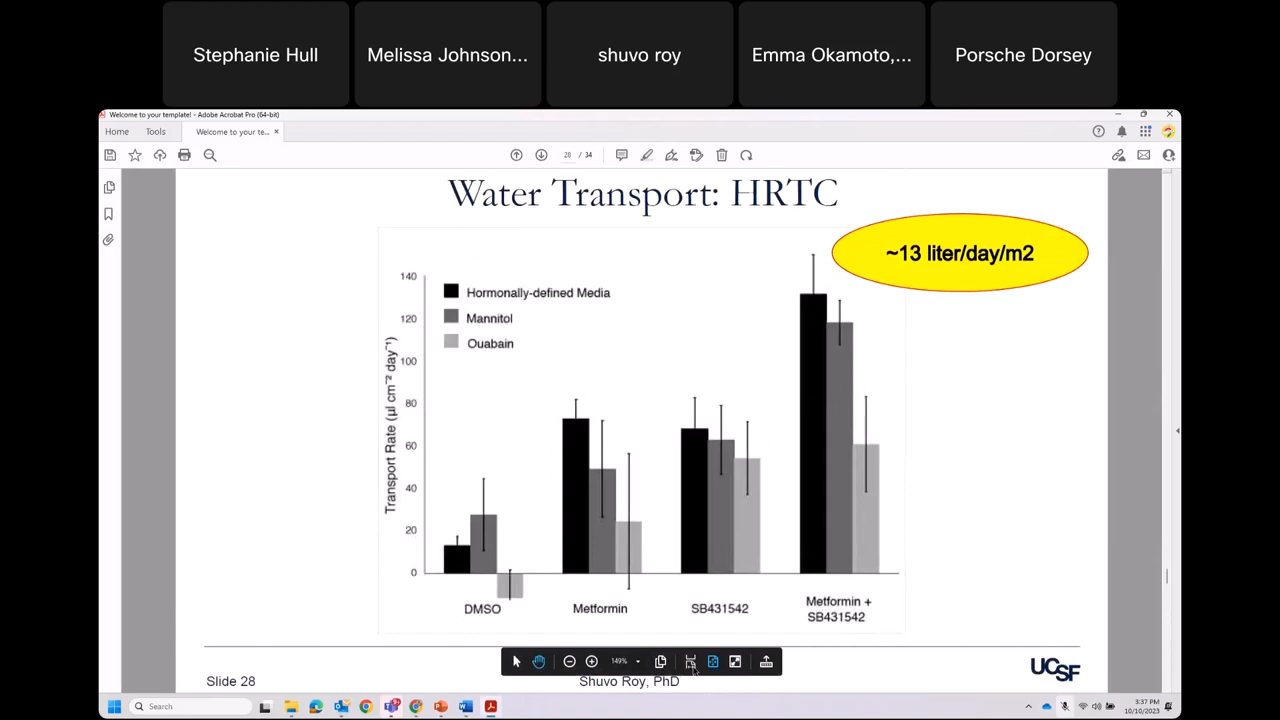 Stephanie Hull
Melissa Johnson...
shuvo roy
Emma Okamoto,...
Porsche Dorsey
Welcome to your template! - Adobe Acrobat Pro (64-bit)
Home
Tools
Welcome to your te...
28 / 34
Water Transport: HRTC
~13 liter/day/m2
Hormonally-defined Media
Mannitol
Ouabain
Transport Rate (µl cm⁻² day⁻¹)
140
120
100
80
60
40
20
0
DMSO
Metformin
SB431542
Metformin +
SB431542
149%
UCSF
Slide 28
Shuvo Roy, PhD
Search
3:37 PM
10/10/2023